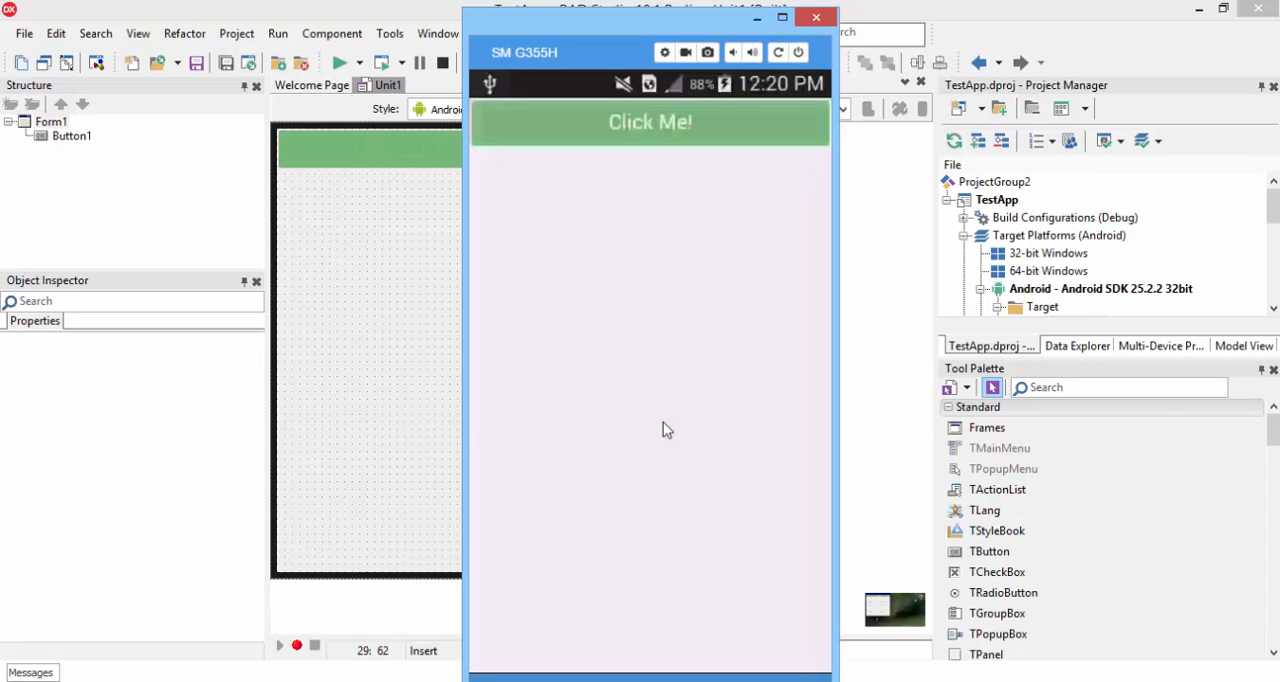 DX
File Edit Search View Refactor Project Run Component Tools Window
SM G355H
88% 12:20 PM
Click Me!
Structure
Form1
Button1
Welcome Page Unit1
Style:
Object Inspector
Search
Properties
29: 62 Insert
Messages
TestApp.dproj - Project Manager
File
ProjectGroup2
TestApp
Build Configurations (Debug)
Target Platforms (Android)
32-bit Windows
64-bit Windows
Android - Android SDK 25.2.2 32bit
Target
TestApp.dproj -... Data Explorer Multi-Device Pr... Model View
Tool Palette
Search
Standard
Frames
TMainMenu
TPopupMenu
TActionList
TLang
TStyleBook
TButton
TCheckBox
TRadioButton
TGroupBox
TPopupBox
TPanel